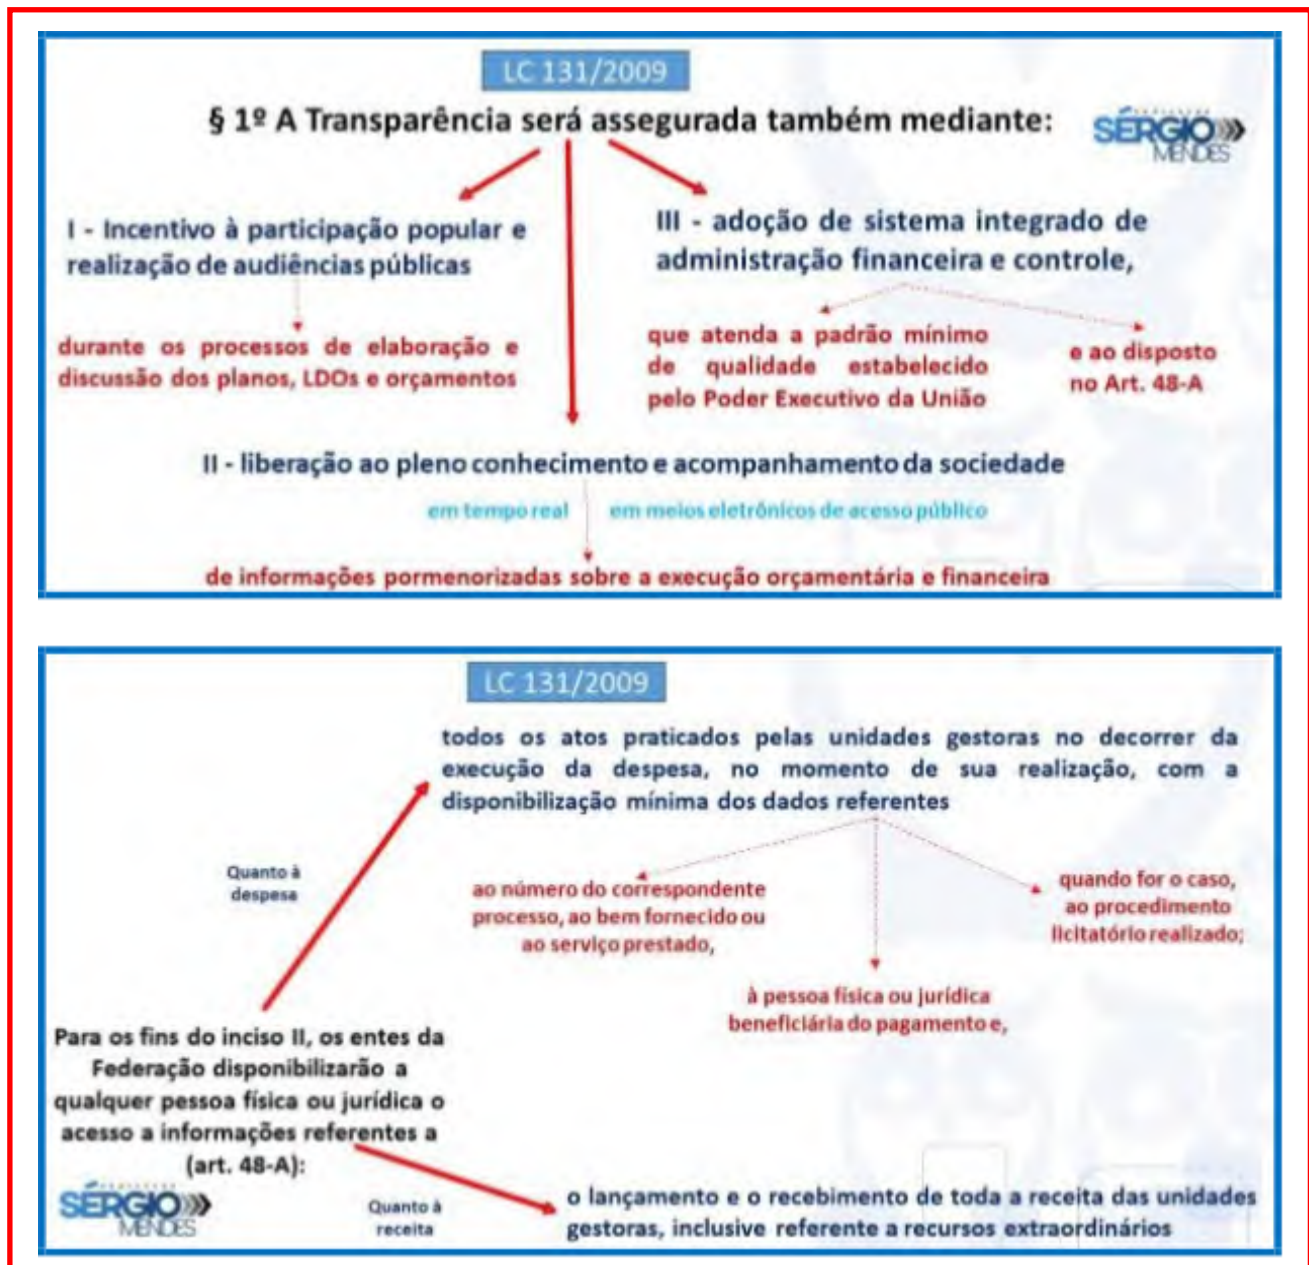 LC 131/2009
§ 1º A Transparência será assegurada também mediante:
SÉRGIO
MENDES
I - Incentivo à participação popular e
realização de audiências públicas
durante os processos de elaboração e
discussão dos planos, LDOs e orçamentos
III - adoção de sistema integrado de
administração financeira e controle,
que atenda a padrão mínimo
de qualidade estabelecido
pelo Poder Executivo da União
e ao disposto
no Art. 48-A
II - liberação ao pleno conhecimento e acompanhamento da sociedade
em tempo real
em meios eletrônicos de acesso público
de informações pormenorizadas sobre a execução orçamentária e financeira
LC 131/2009
todos os atos praticados pelas unidades gestoras no decorrer da
execução da despesa, no momento de sua realização, com a
disponibilização mínima dos dados referentes
Quanto à
despesa
ao número do correspondente
processo, ao bem fornecido ou
ao serviço prestado,
à pessoa física ou jurídica
beneficiária do pagamento e,
quando for o caso,
ao procedimento
licitatório realizado;
Para os fins do inciso II, os entes da
Federação disponibilizarão a
qualquer pessoa física ou jurídica o
acesso a informações referentes a
(art. 48-A):
SÉRGIO
MENDES
Quanto à
receita
o lançamento e o recebimento de toda a receita das unidades
gestoras, inclusive referente a recursos extraordinários